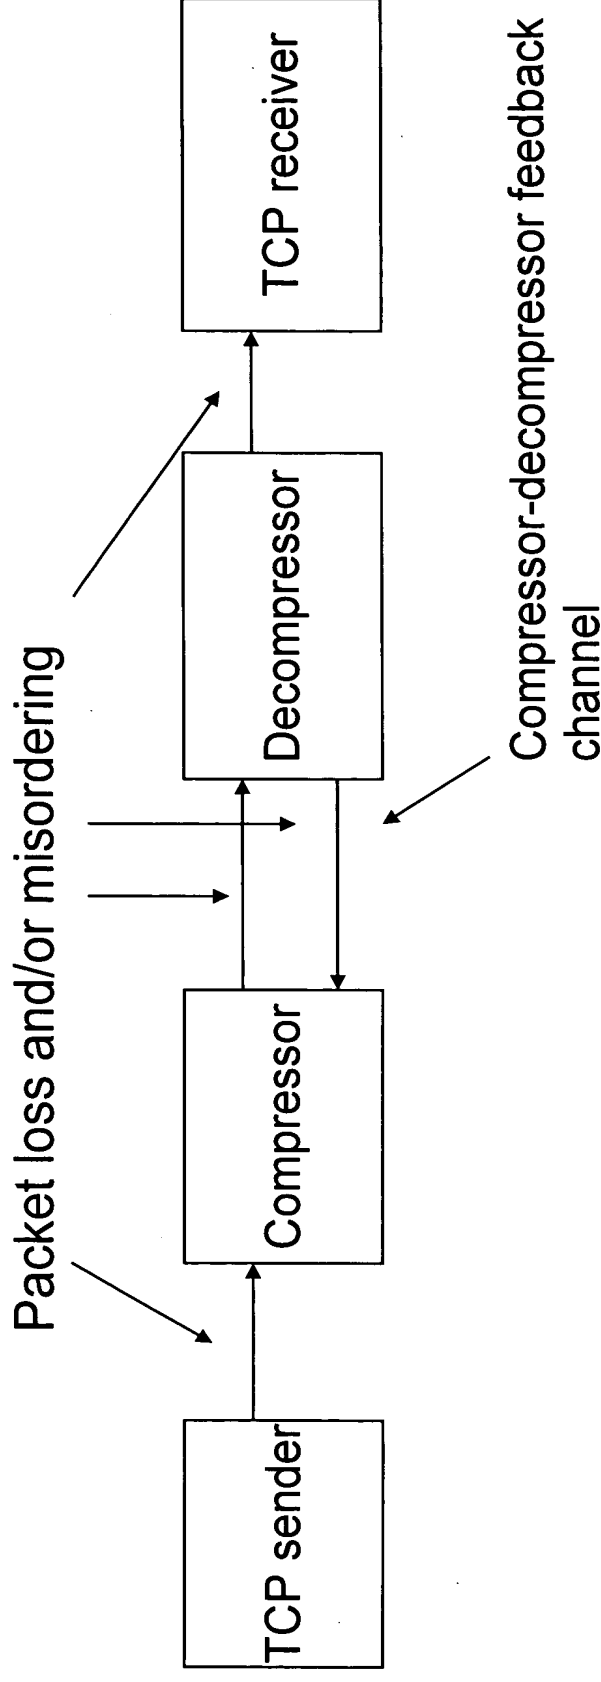 Packet loss and/or misordering
TCP sender
Compressor
Decompressor
TCP receiver
Compressor-decompressor feedback
channel